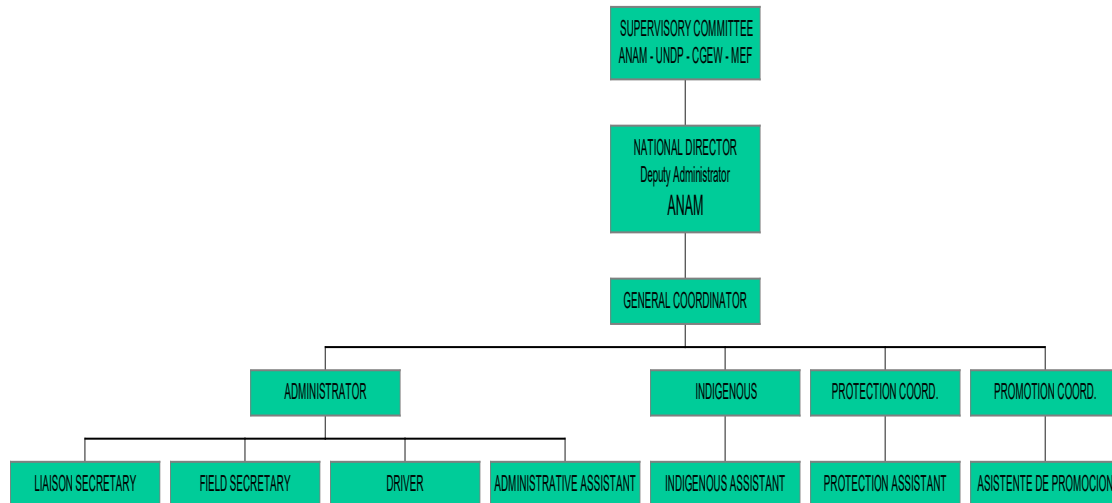 SUPERVISORY COMMITTEE
ANAM - UNDP - CGEW - MEF
NATIONAL DIRECTOR
Deputy Administrator
ANAM
GENERAL COORDINATOR
ADMINISTRATOR
INDIGENOUS
PROTECTION COORD.
PROMOTION COORD.
LIAISON SECRETARY
FIELD SECRETARY
DRIVER
ADMINISTRATIVE ASSISTANT
INDIGENOUS ASSISTANT
PROTECTION ASSISTANT
ASISTENTE DE PROMOCION